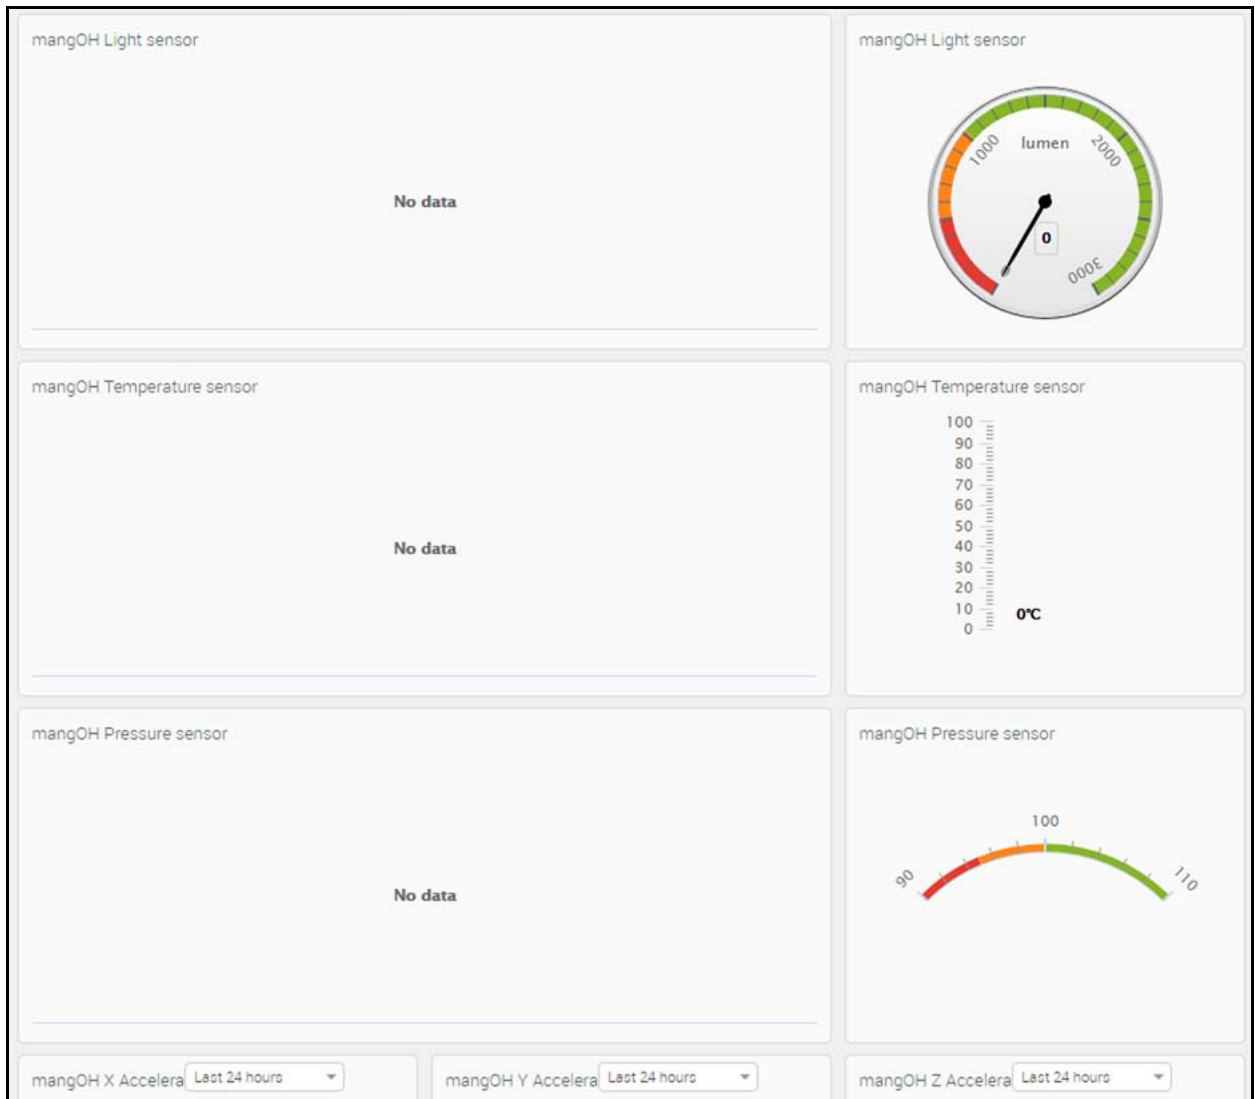 mangOH Light sensor
No data
mangOH Light sensor
lumen
1000
2000
3000
0
mangOH Temperature sensor
No data
mangOH Temperature sensor
100
90
80
70
60
50
40
30
20
10
0
0°C
mangOH Pressure sensor
No data
mangOH Pressure sensor
90
100
110
mangOH X Accelera Last 24 hours
mangOH Y Accelera Last 24 hours
mangOH Z Accelera Last 24 hours